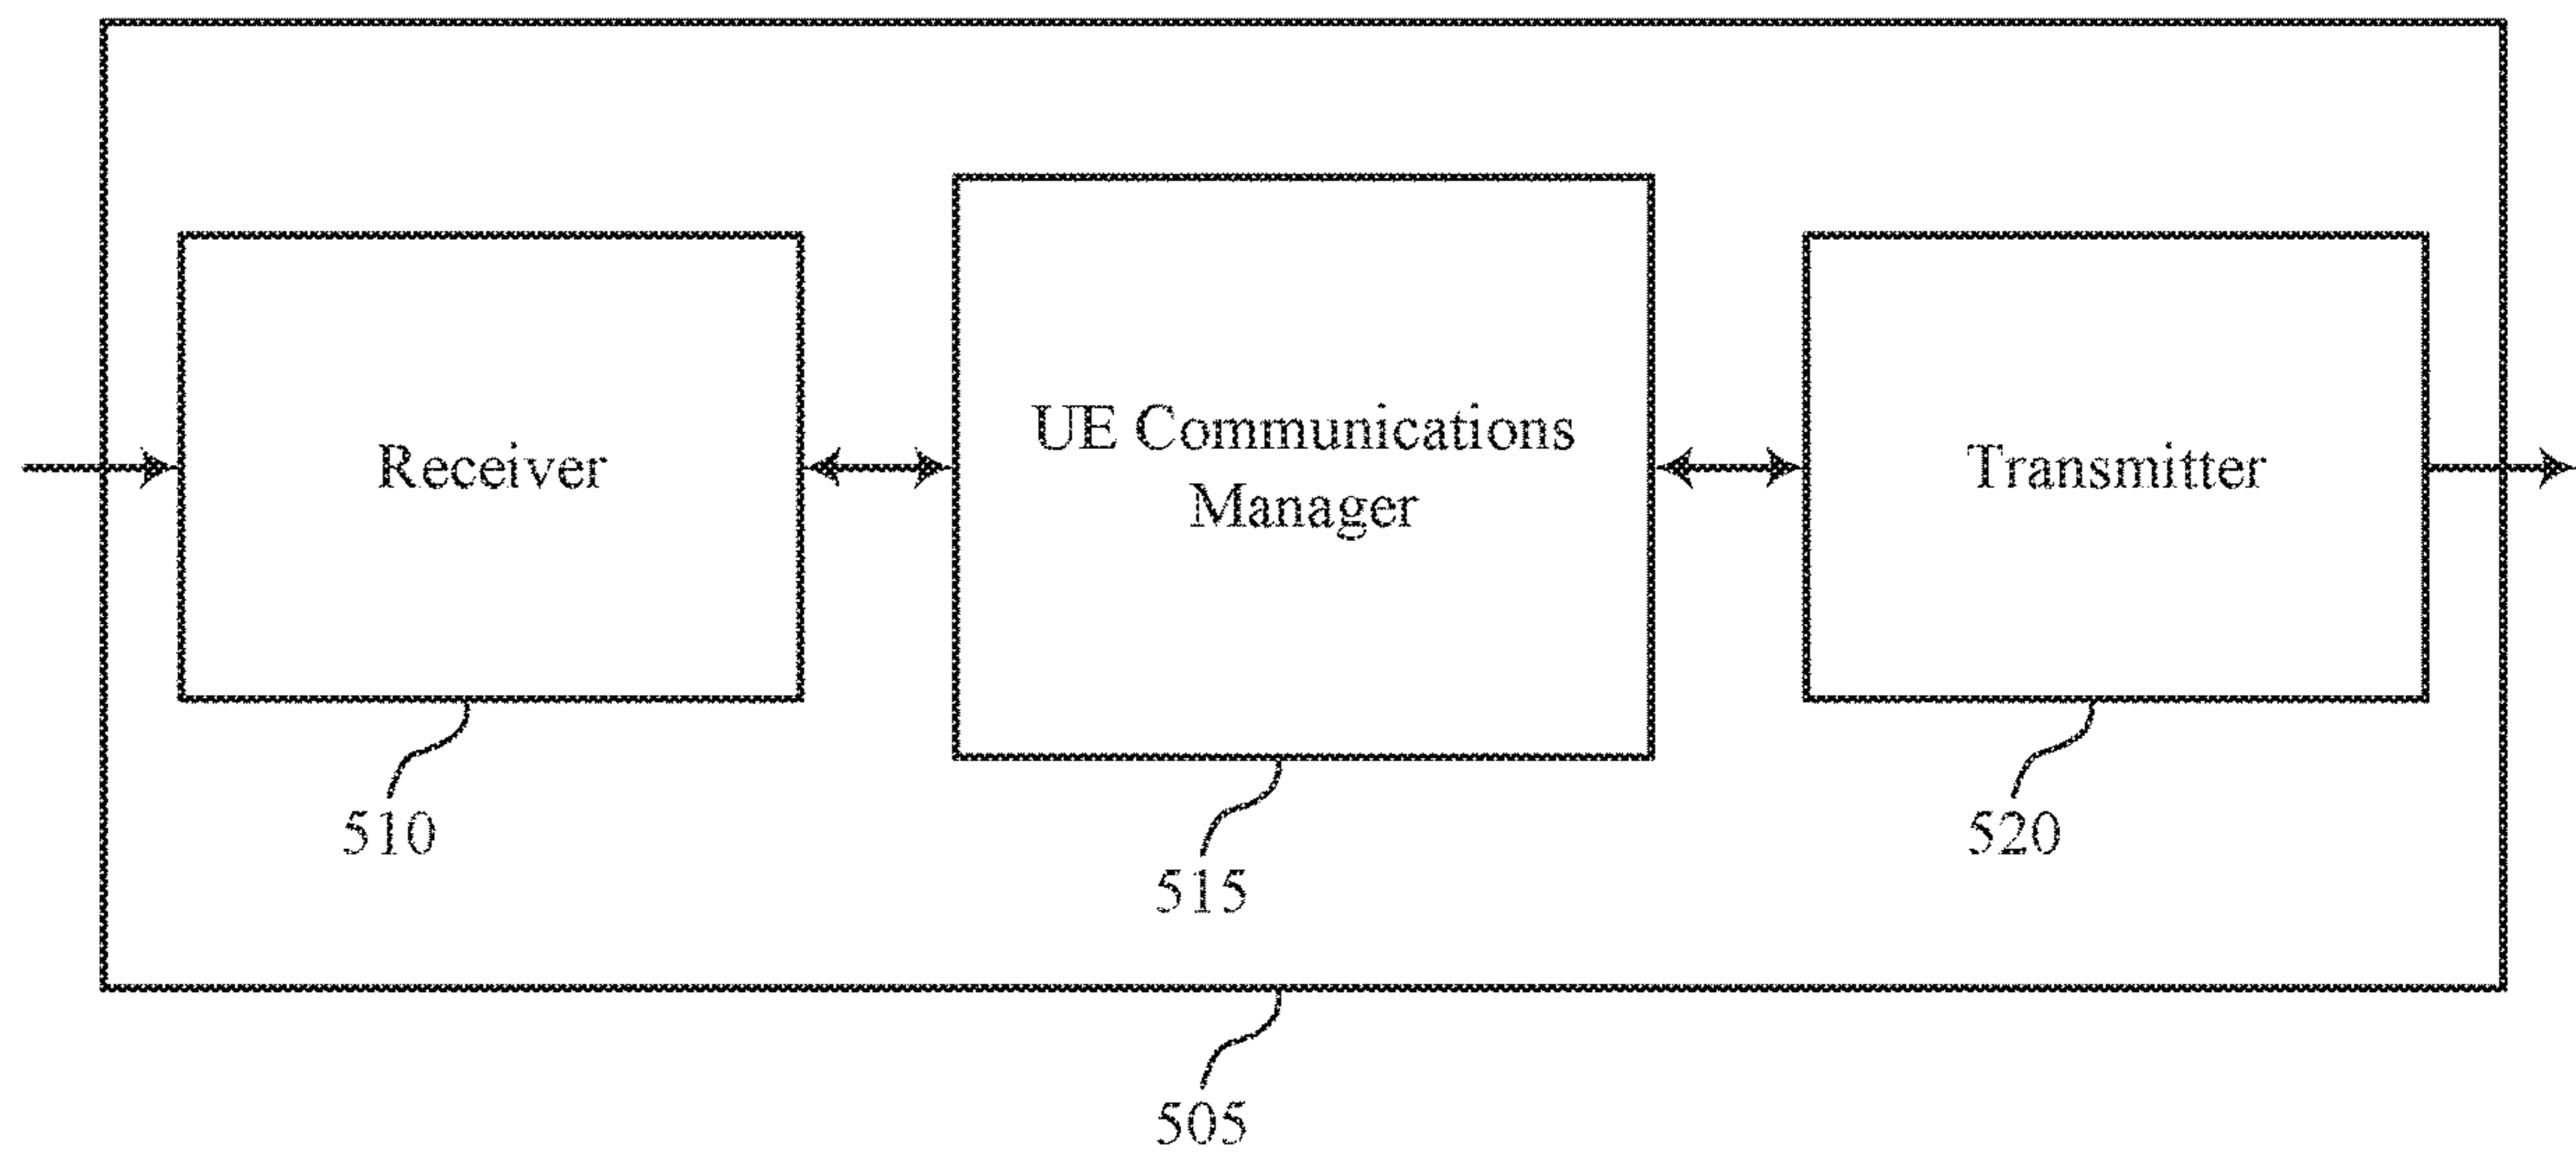 Receiver
UE Communications
Manager
Transmitter
510
515
520
505